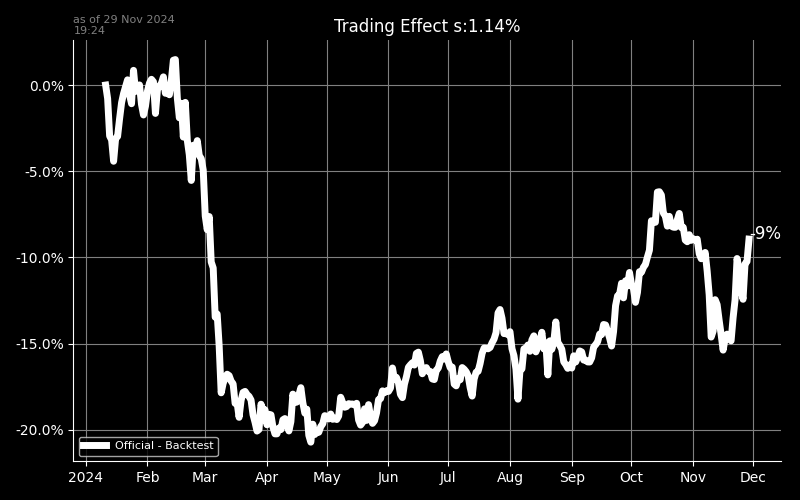 as of 29 Nov 2024
19:24
Trading Effect s:1.14%
0.0%
-5.0%
-10.0%
-15.0%
-20.0%
-9%
Official - Backtest
2024 Feb Mar Apr May Jun Jul Aug Sep Oct Nov Dec